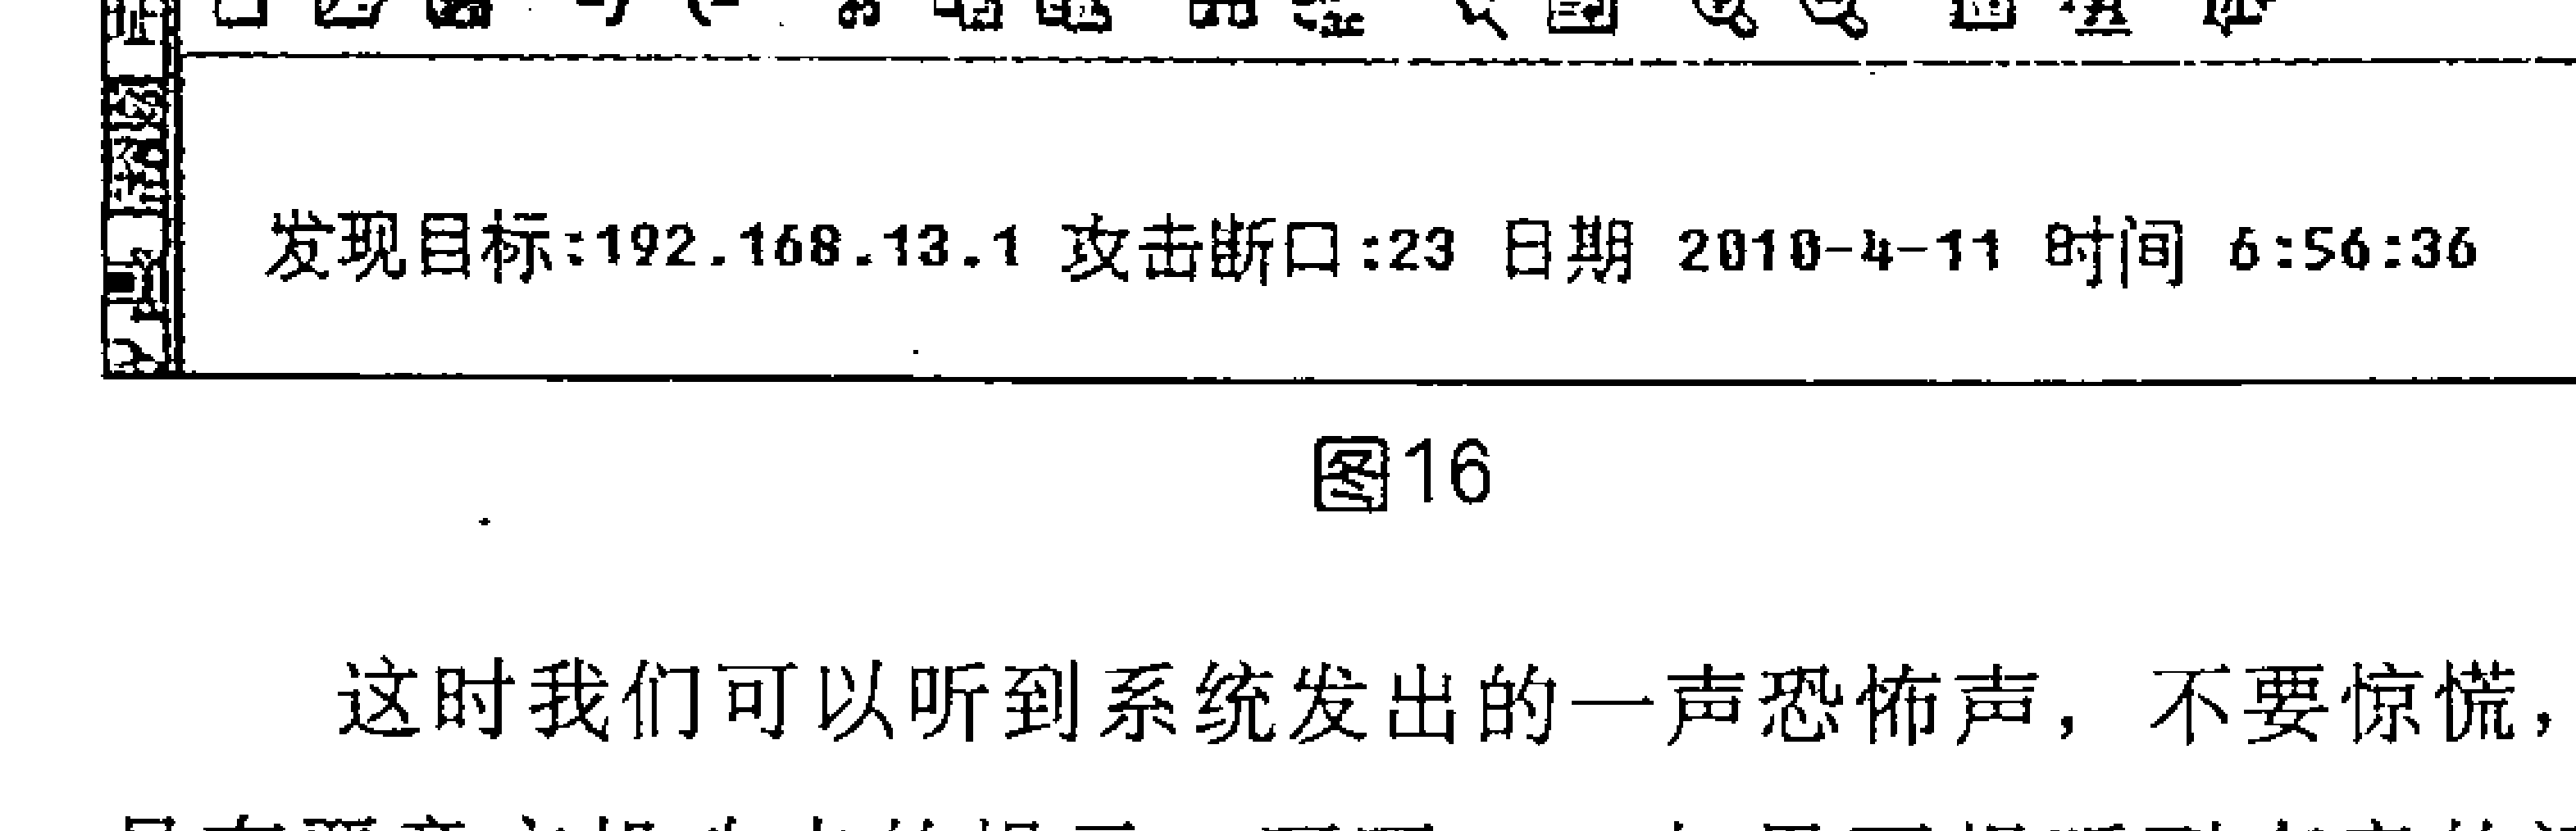 发现目标:192.168.13.1 攻击断口:23 日期 2010-4-11 时间 6:56:36
图16
这时我们可以听到系统发出的一声恐怖声，不要惊慌，